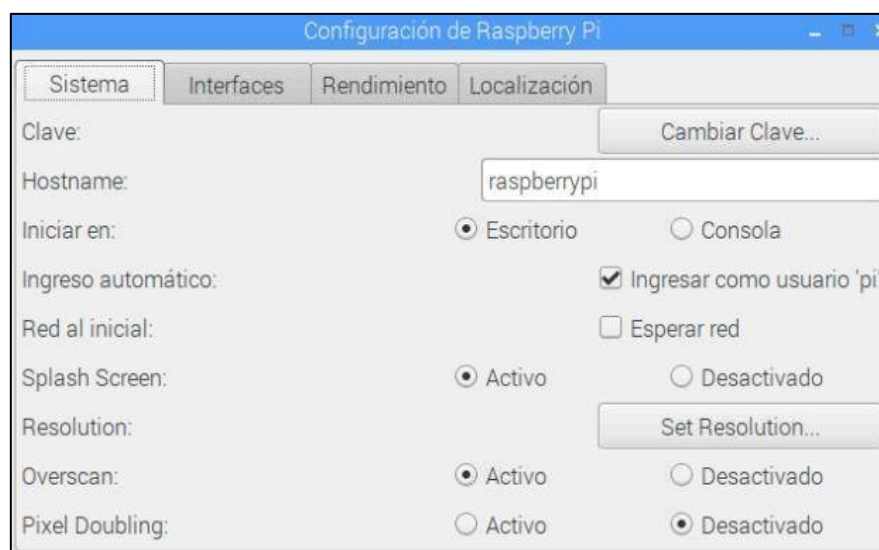 Configuración de Raspberry Pi
Sistema Interfaces Rendimiento Localización
Clave: Cambiar Clave...
Hostname: raspberrypi
Iniciar en: Escritorio Consola
Ingreso automático: Ingresar como usuario 'pi'
Red al inicial: Esperar red
Splash Screen: Activo Desactivado
Resolution: Set Resolution...
Overscan: Activo Desactivado
Pixel Doubling: Activo Desactivado